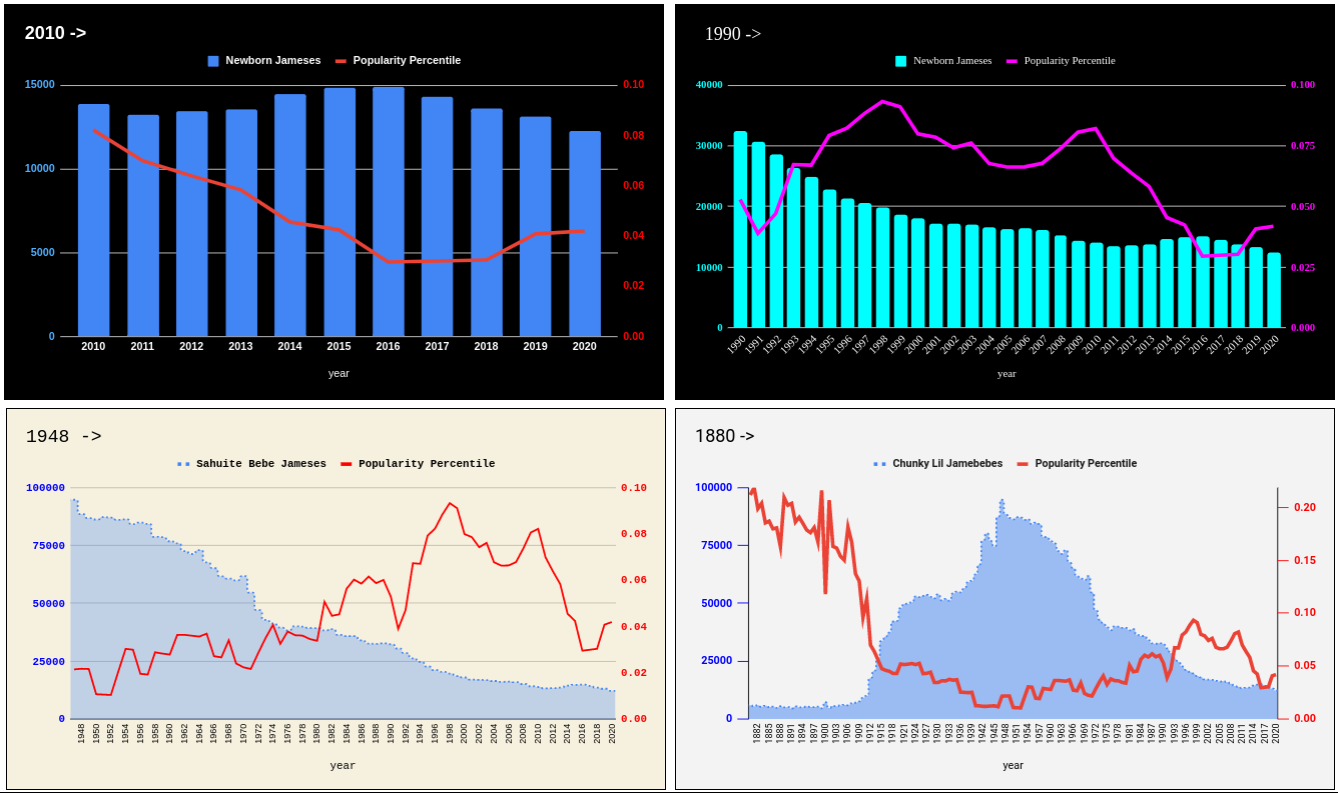 2010 ->
Newborn Jameses Popularity Percentile
15000 0.10
0.08
10000
0.06
0.04
5000
0.02
0 0.00
2010 2011 2012 2013 2014 2015 2016 2017 2018 2019 2020
year
1990 ->
Newborn Jameses Popularity Percentile
40000 0.100
30000 0.075
20000 0.050
10000 0.025
0 0.000
1990 1991 1992 1993 1994 1995 1996 1997 1998 1999 2000 2001 2002 2003 2004 2005 2006 2007 2008 2009 2010 2011 2012 2013 2014 2015 2016 2017 2018 2019 2020
year
1948 ->
Sahuite Bebe Jameses Popularity Percentile
100000 0.10
0.08
75000
0.06
50000
0.04
25000
0.02
0 0.00
1948 1950 1952 1954 1956 1958 1960 1962 1964 1966 1968 1970 1972 1974 1976 1978 1980 1982 1984 1986 1988 1990 1992 1994 1996 1998 2000 2002 2004 2006 2008 2010 2012 2014 2016 2018 2020
year
1880 ->
Chunky Lil Jamebebes Popularity Percentile
100000
0.20
75000
0.15
50000
0.10
25000
0.05
0 0.00
1882 1885 1888 1891 1894 1897 1900 1903 1906 1909 1912 1915 1918 1921 1924 1927 1930 1933 1936 1939 1942 1945 1948 1951 1954 1957 1960 1963 1966 1969 1972 1975 1978 1981 1984 1987 1990 1993 1996 1999 2002 2005 2008 2011 2014 2017 2020
year